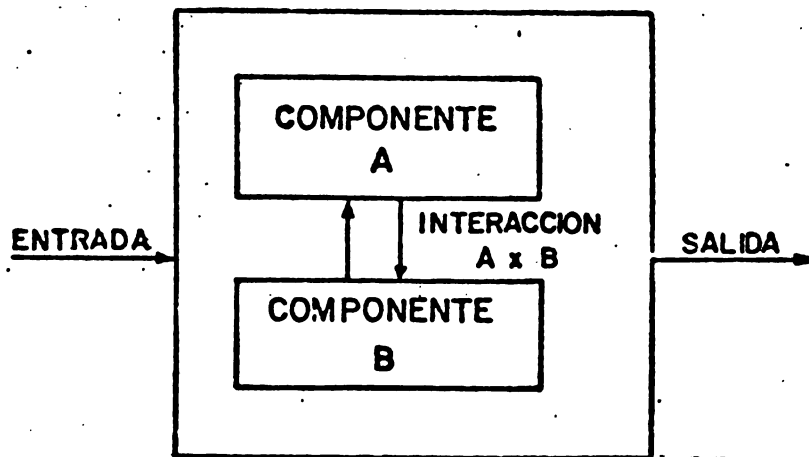 COMPONENTE
A
ENTRADA
INTERACCION
A x B
SALIDA
COMPONENTE
B